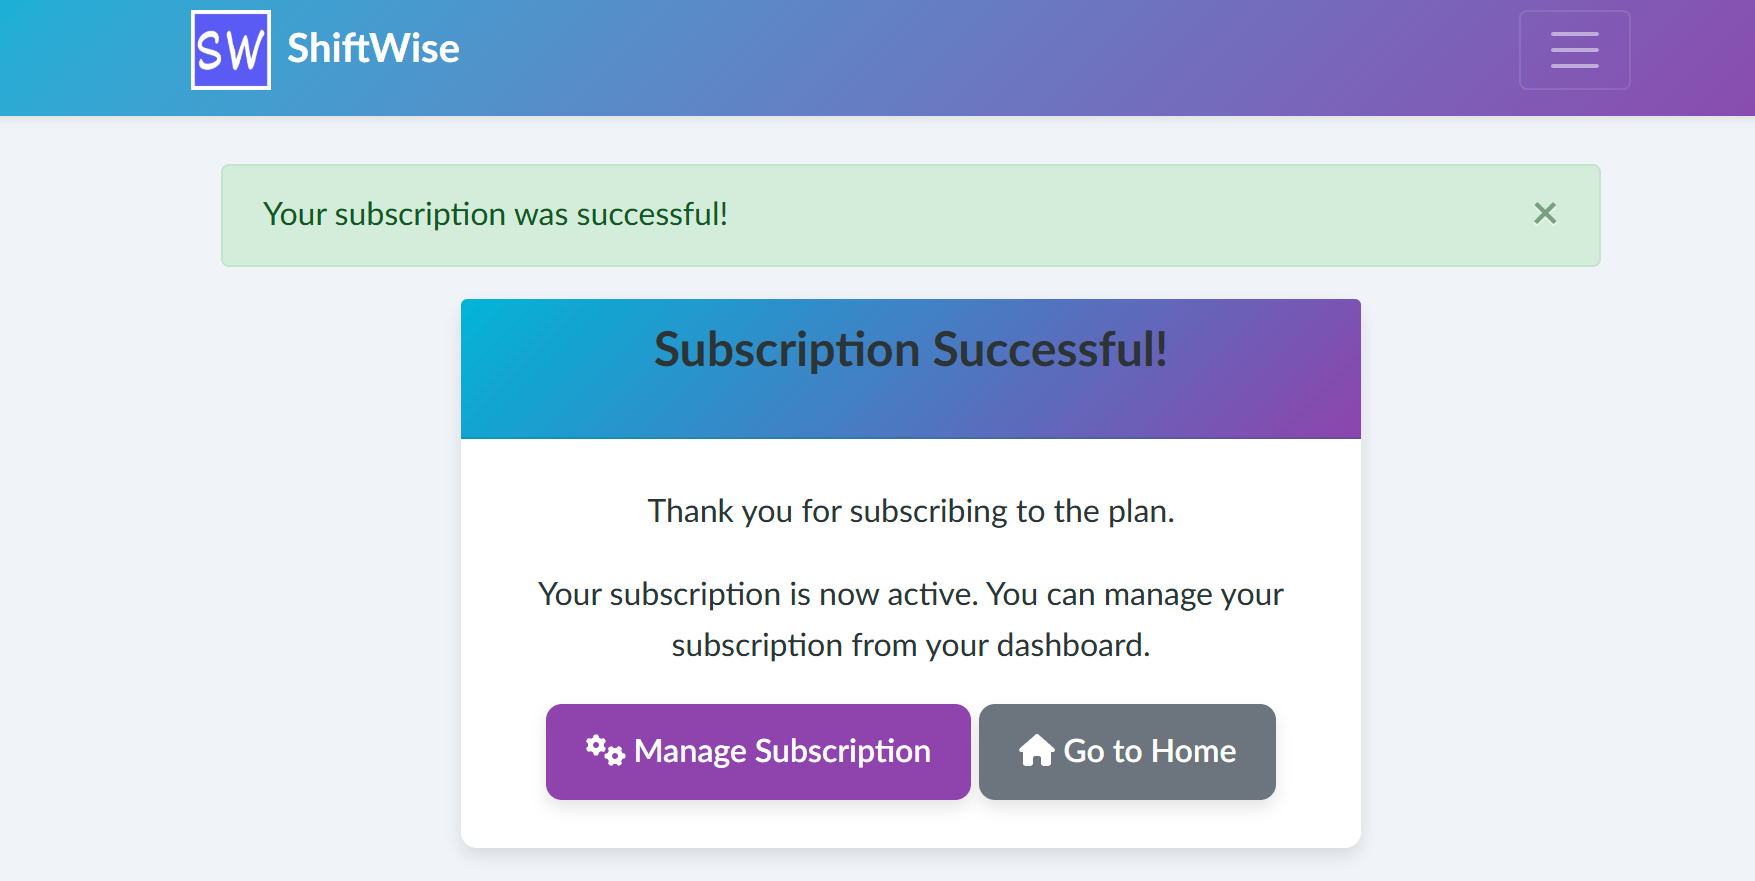 SW ShiftWise
Your subscription was successful!
Subscription Successful!
Thank you for subscribing to the plan.
Your subscription is now active. You can manage your
subscription from your dashboard.
Manage Subscription
Go to Home